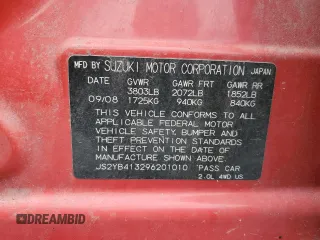 MFD BY SUZUKI MOTOR CORPORATION JAPAN
DATE GVWR GAWR FRT GAWR RR
3803LB 2072LB 1852LB
09/08 1725KG 940KG 840KG
THIS VEHICLE CONFORMS TO ALL
APPLICABLE FEDERAL MOTOR
VEHICLE SAFETY, BUMPER AND
THEFT PREVENTION STANDARDS
IN EFFECT ON THE DATE OF
MANUFACTURE SHOWN ABOVE.
JS2YB413296201010 PASS CAR
2.0L 4WD US
AUTOBIDMASTER